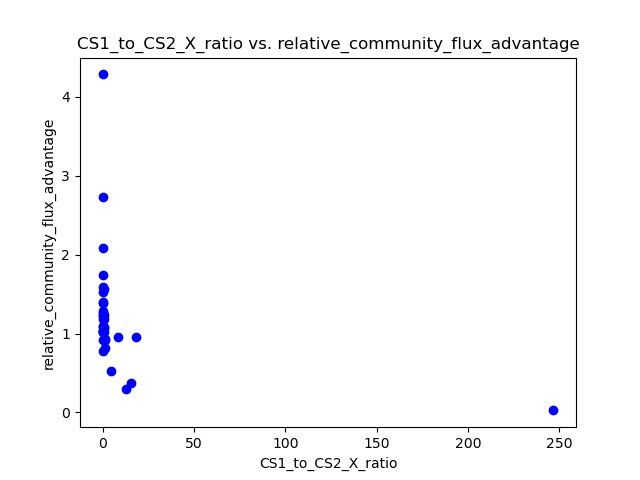 CS1_to_CS2_X_ratio vs. relative_community_flux_advantage
4
3
2
1
0
relative_community_flux_advantage
0 50 100 150 200 250
CS1_to_CS2_X_ratio